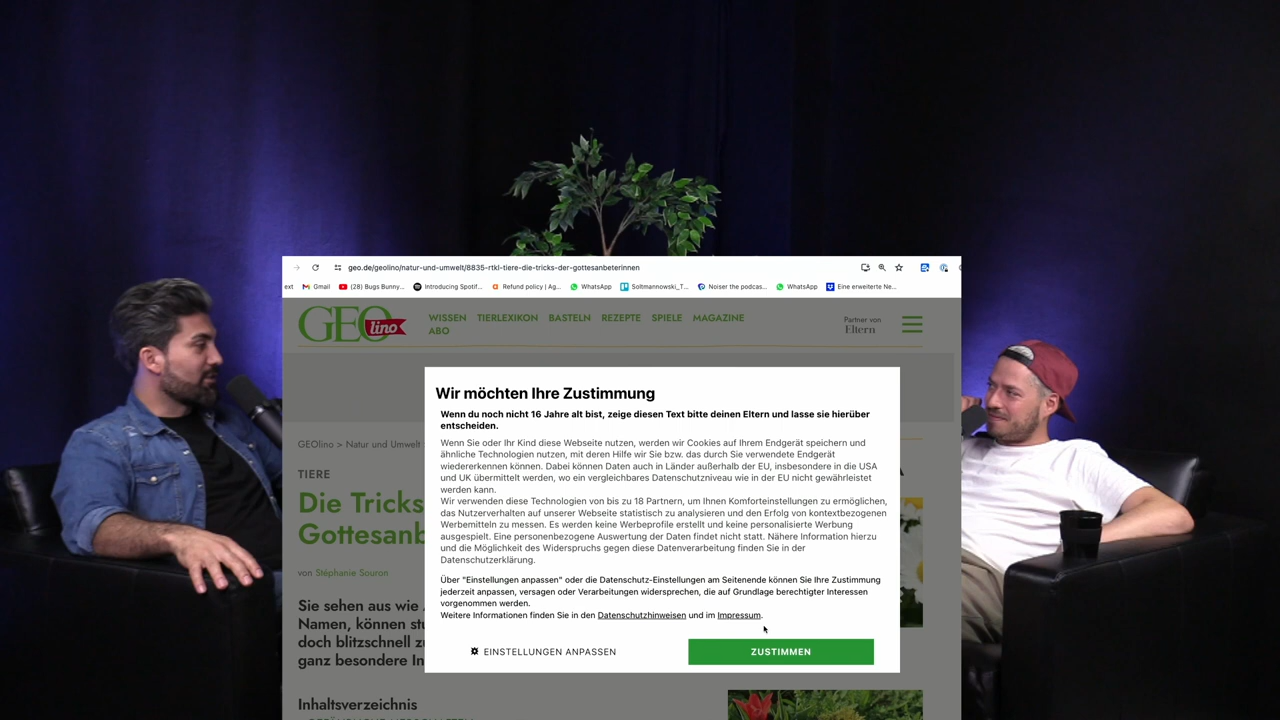 geo.de/geolino/natur-und-umwelt/8835-rtkl-tiere-die-tricks-der-gottesanbeterinnen
ext Gmail (28) Bugs Bunny... Introducing Spotif... Refund policy | Ag... WhatsApp Soltmannowski_T... Noiser the podcas... WhatsApp Eine erweiterte Ne...
GEO lino
WISSEN TIERLEXIKON BASTELN REZEPTE SPIELE MAGAZINE
ABO
Partner von
Eltern
Wir möchten Ihre Zustimmung
Wenn du noch nicht 16 Jahre alt bist, zeige diesen Text bitte deinen Eltern und lasse sie hierüber
entscheiden.
Wenn Sie oder Ihr Kind diese Webseite nutzen, werden wir Cookies auf Ihrem Endgerät speichern und
ähnliche Technologien nutzen, mit deren Hilfe wir Sie bzw. das durch Sie verwendete Endgerät
wiedererkennen können. Dabei können Daten auch in Länder außerhalb der EU, insbesondere in die USA
und UK übermittelt werden, wo ein vergleichbares Datenschutzniveau wie in der EU nicht gewährleistet
werden kann.
Wir verwenden diese Technologien von bis zu 18 Partnern, um Ihnen Komforteinstellungen zu ermöglichen,
das Nutzerverhalten auf unserer Webseite statistisch zu analysieren und den Erfolg von kontextbezogenen
Werbemitteln zu messen. Es werden keine Werbeprofile erstellt und keine personalisierte Werbung
ausgespielt. Eine personenbezogene Auswertung der Daten findet nicht statt. Nähere Information hierzu
und die Möglichkeit des Widerspruchs gegen diese Datenverarbeitung finden Sie in der
Datenschutzerklärung.
Über "Einstellungen anpassen" oder die Datenschutz-Einstellungen am Seitenende können Sie Ihre Zustimmung
jederzeit anpassen, versagen oder Verarbeitungen widersprechen, die auf Grundlage berechtigter Interessen
vorgenommen werden.
Weitere Informationen finden Sie in den Datenschutzhinweisen und im Impressum.
EINSTELLUNGEN ANPASSEN
ZUSTIMMEN
GEOlino > Natur und Umwelt
TIERE
Die Tricks
Gottesanb
von Stéphanie Souron
Sie sehen aus wie
Namen, können st
doch blitzschnell z
ganz besondere In
Inhaltsverzeichnis